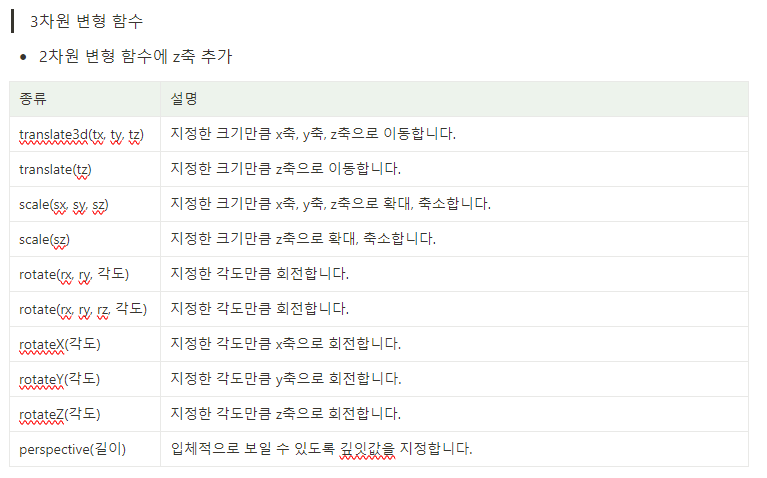 3차원 변형 함수
• 2차원 변형 함수에 z축 추가
종류 설명
translate3d(tx, ty, tz) 지정한 크기만큼 x축, y축, z축으로 이동합니다.
translate(tz) 지정한 크기만큼 z축으로 이동합니다.
scale(sx, sy, sz) 지정한 크기만큼 x축, y축, z축으로 확대, 축소합니다.
scale(sz) 지정한 크기만큼 z축으로 확대, 축소합니다.
rotate(rx, ry, 각도) 지정한 각도만큼 회전합니다.
rotate(rx, ry, rz, 각도) 지정한 각도만큼 회전합니다.
rotateX(각도) 지정한 각도만큼 x축으로 회전합니다.
rotateY(각도) 지정한 각도만큼 y축으로 회전합니다.
rotateZ(각도) 지정한 각도만큼 z축으로 회전합니다.
perspective(길이) 입체적으로 보일 수 있도록 깊잇값을 지정합니다.